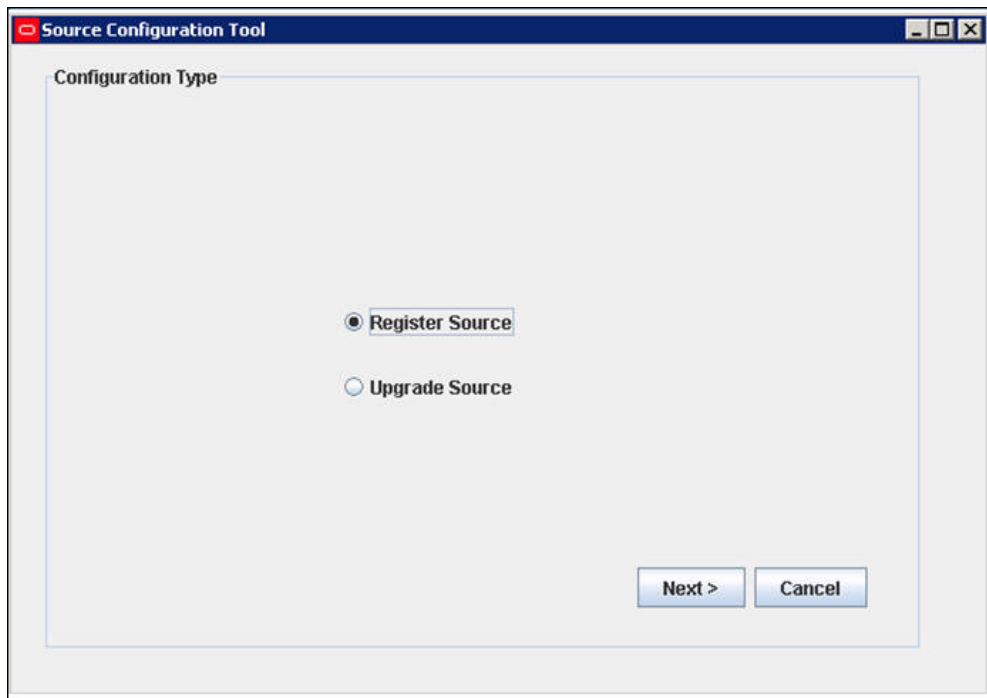 Source Configuration Tool
Configuration Type
Register Source
Upgrade Source
Next >
Cancel